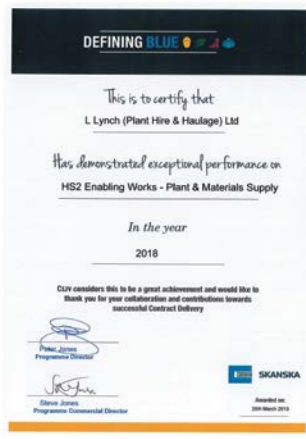 DEFINING BLUE
This is to certify that
L Lynch (Plant Hire & Haulage) Ltd
Has demonstrated exceptional performance on
HS2 Enabling Works - Plant & Materials Supply
In the year
2018
CSJV considers this to be a great achievement and would like to
thank you for your collaboration and contributions towards
successful Contract Delivery
Peter Jones
Programme Director
Steve Jones
Programme Commercial Director
SKANSKA
Awarded on:
March 2019